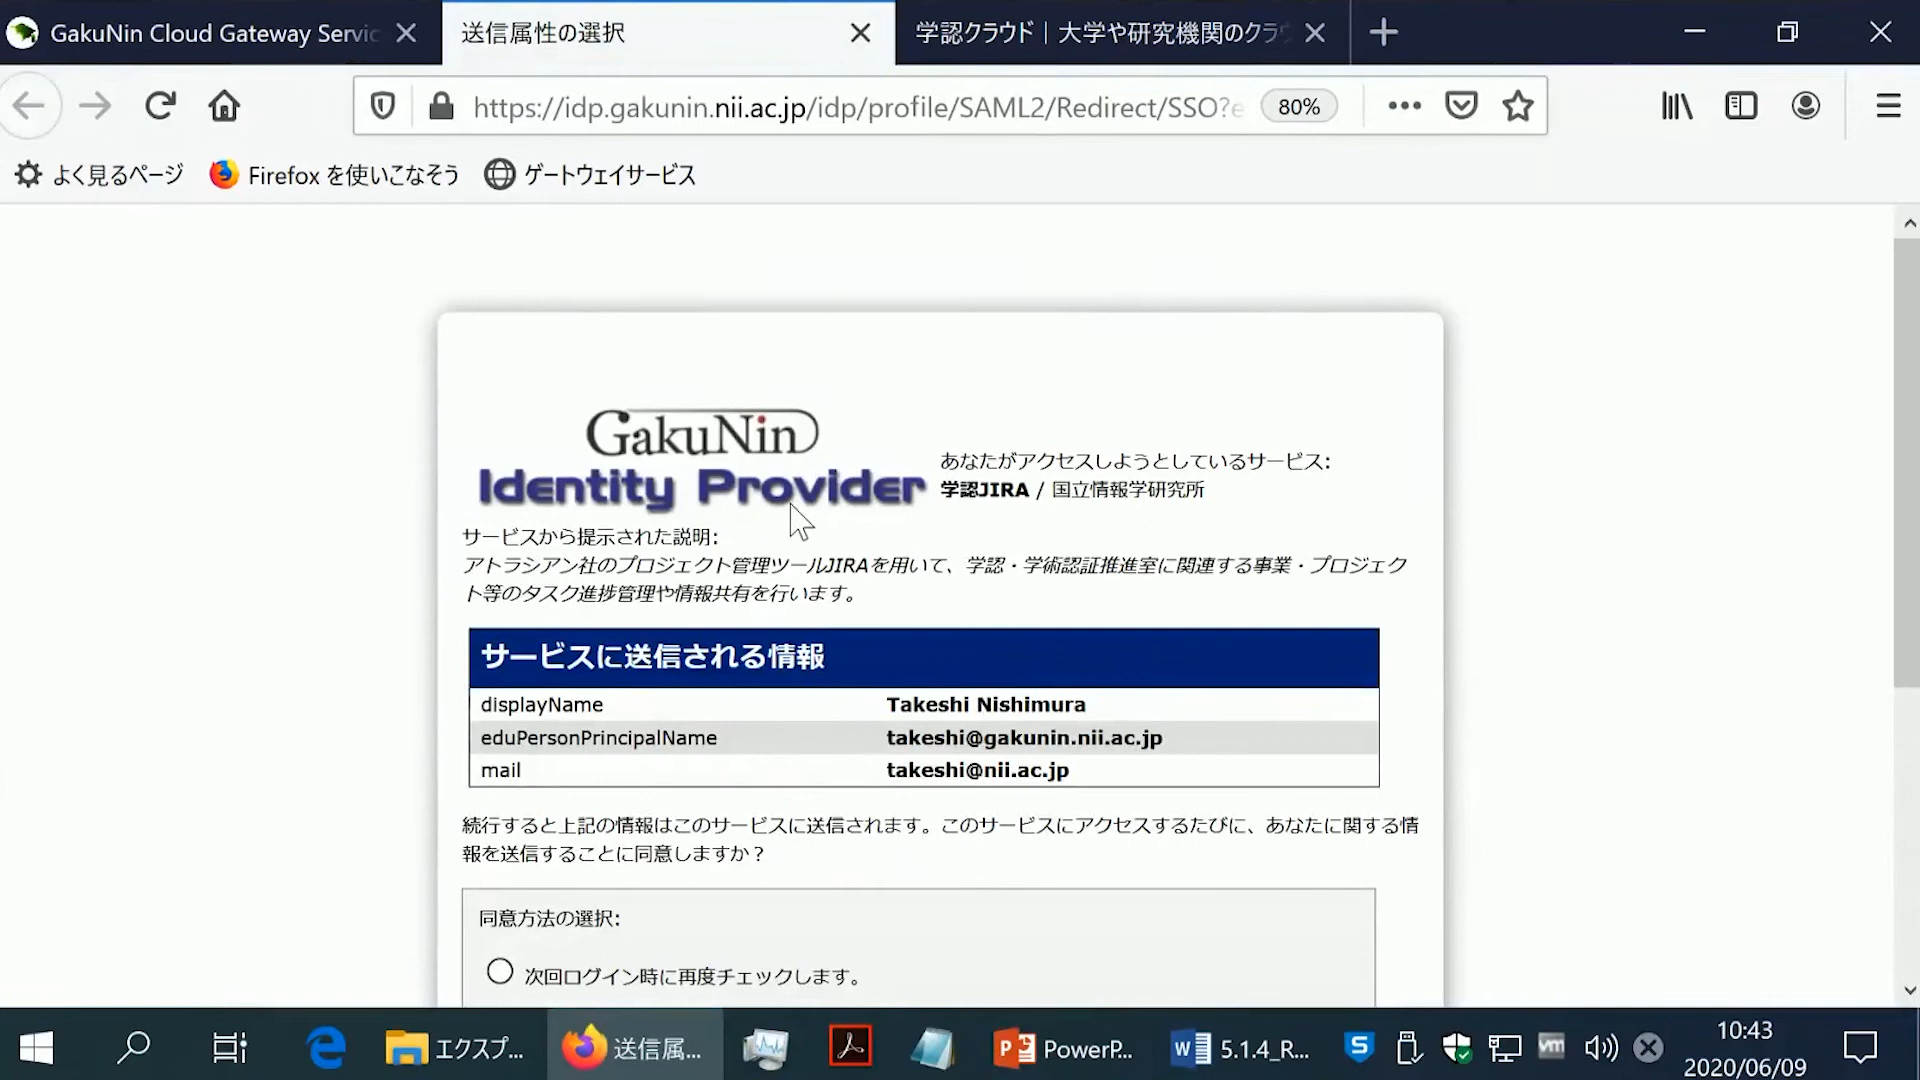 GakuNin Cloud Gateway Servic
送信属性の選択
学認クラウド｜大学や研究機関のクラウ
https://idp.gakunin.nii.ac.jp/idp/profile/SAML2/Redirect/SSO?e
80%
よく見るページ
Firefox を使いこなそう
ゲートウェイサービス
GakuNin
Identity Provider
あなたがアクセスしようとしているサービス:
学認JIRA / 国立情報学研究所
サービスから提示された説明:
アトラシアン社のプロジェクト管理ツールJIRAを用いて、学認・学術認証推進室に関連する事業・プロジェク
ト等のタスク進捗管理や情報共有を行います。
サービスに送信される情報
displayName Takeshi Nishimura
eduPersonPrincipalName takeshi@gakunin.nii.ac.jp
mail takeshi@nii.ac.jp
続行すると上記の情報はこのサービスに送信されます。このサービスにアクセスするたびに、あなたに関する情
報を送信することに同意しますか？
同意方法の選択:
次回ログイン時に再度チェックします。
エクスプ...
送信属...
PowerP...
5.1.4_R...
10:43
2020/06/09